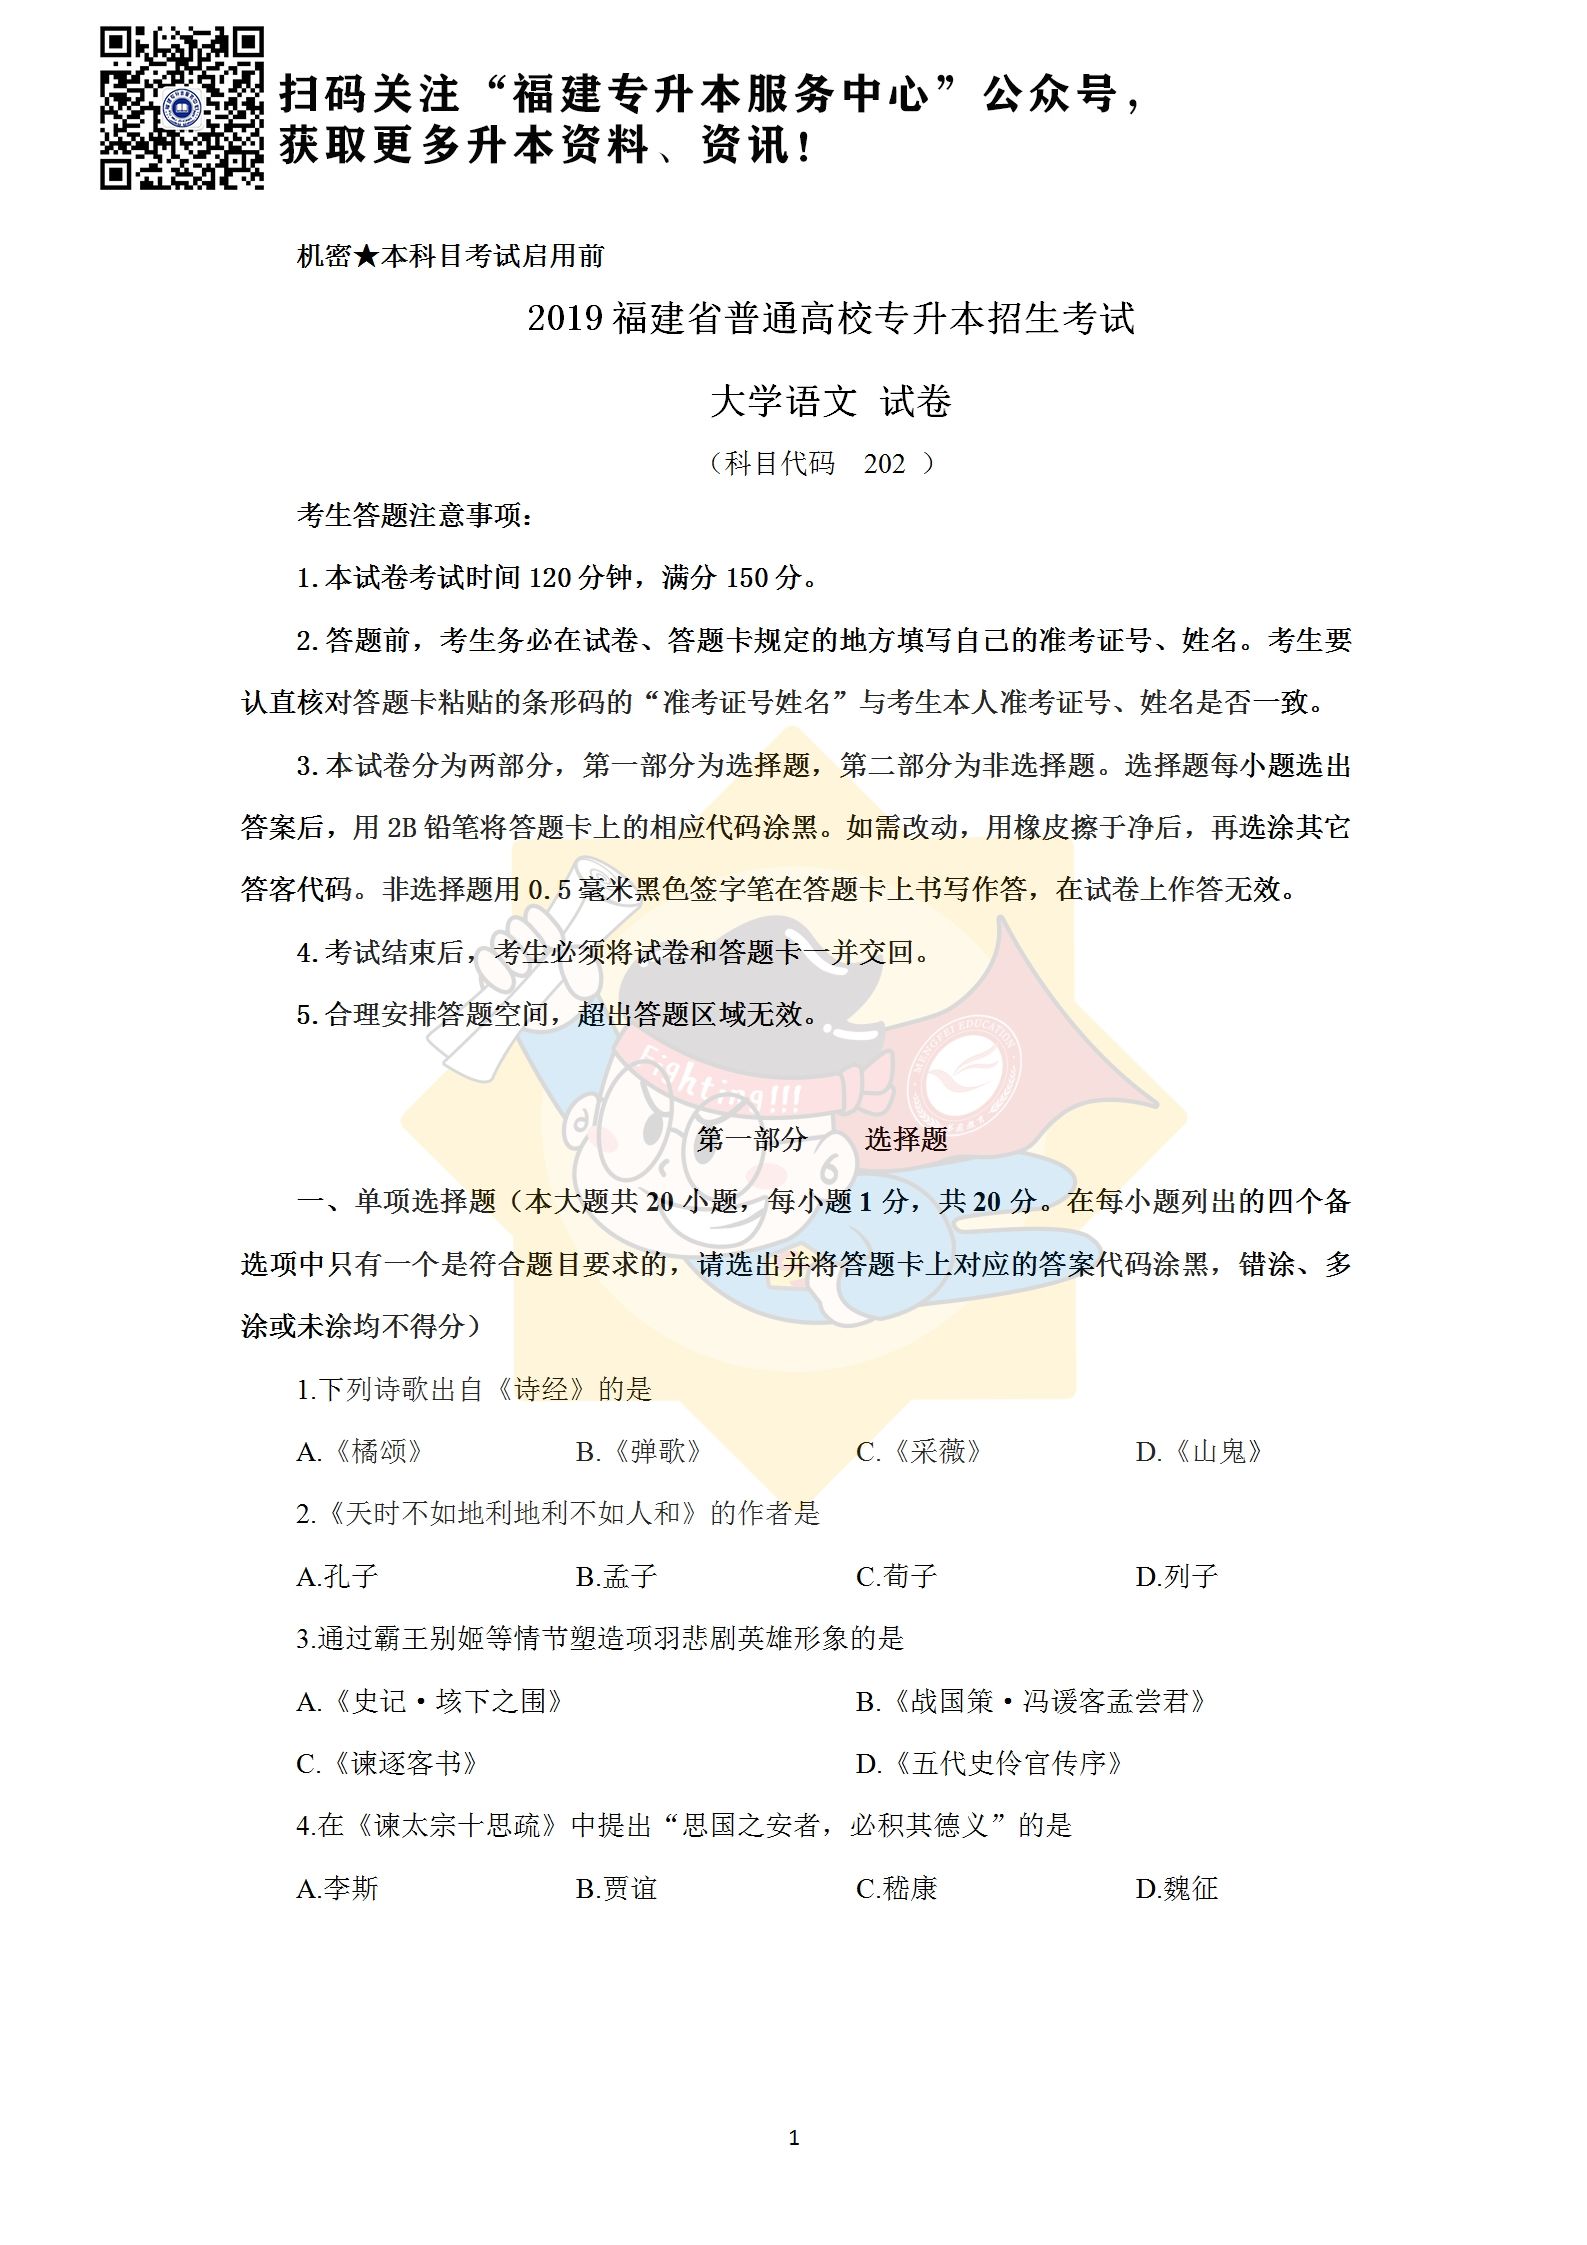 扫码关注“福建专升本服务中心”公众号，
获取更多升本资料、资讯！
机密★本科目考试启用前
2019福建省普通高校专升本招生考试
大学语文 试卷
（科目代码 202 ）
考生答题注意事项：
1.本试卷考试时间120分钟，满分150分。
2.答题前，考生务必在试卷、答题卡规定的地方填写自己的准考证号、姓名。考生要
认直核对答题卡粘贴的条形码的“准考证号姓名”与考生本人准考证号、姓名是否一致。
3.本试卷分为两部分，第一部分为选择题，第二部分为非选择题。选择题每小题选出
答案后，用2B铅笔将答题卡上的相应代码涂黑。如需改动，用橡皮擦于净后，再选涂其它
答客代码。非选择题用0.5毫米黑色签字笔在答题卡上书写作答，在试卷上作答无效。
4.考试结束后，考生必须将试卷和答题卡一并交回。
5.合理安排答题空间，超出答题区域无效。
Fighting!!!
MENGFEI EDUCATION
第一部分 选择题
一、单项选择题（本大题共20小题，每小题1分，共20分。在每小题列出的四个备
选项中只有一个是符合题目要求的，请选出并将答题卡上对应的答案代码涂黑，错涂、多
涂或未涂均不得分）
1.下列诗歌出自《诗经》的是
A.《橘颂》 B.《弹歌》 C.《采薇》 D.《山鬼》
2.《天时不如地利地利不如人和》的作者是
A.孔子 B.孟子 C.荀子 D.列子
3.通过霸王别姬等情节塑造项羽悲剧英雄形象的是
A.《史记·垓下之围》 B.《战国策·冯谖客孟尝君》
C.《谏逐客书》 D.《五代史伶官传序》
4.在《谏太宗十思疏》中提出“思国之安者，必积其德义”的是
A.李斯 B.贾谊 C.嵇康 D.魏征
1